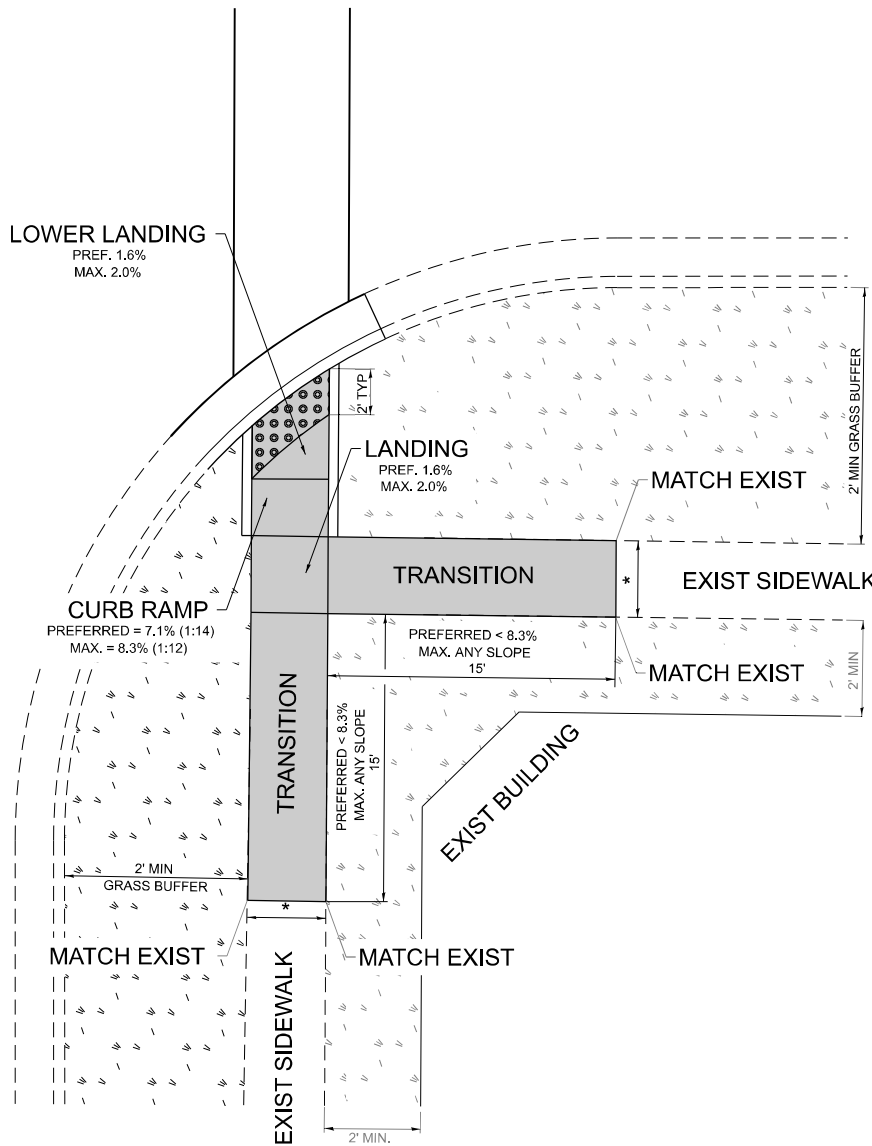 LOWER LANDING
PREF. 1.6%
MAX. 2.0%
2' TYP
LANDING
PREF. 1.6%
MAX. 2.0%
2' MIN GRASS BUFFER
MATCH EXIST
TRANSITION
*
EXIST SIDEWALK
CURB RAMP
PREFERRED = 7.1% (1:14)
MAX. = 8.3% (1:12)
PREFERRED < 8.3%
MAX. ANY SLOPE
15'
MATCH EXIST
2' MIN
TRANSITION
PREFERRED < 8.3%
MAX. ANY SLOPE
15'
EXIST BUILDING
2' MIN
GRASS BUFFER
*
MATCH EXIST
MATCH EXIST
EXIST SIDEWALK
2' MIN.